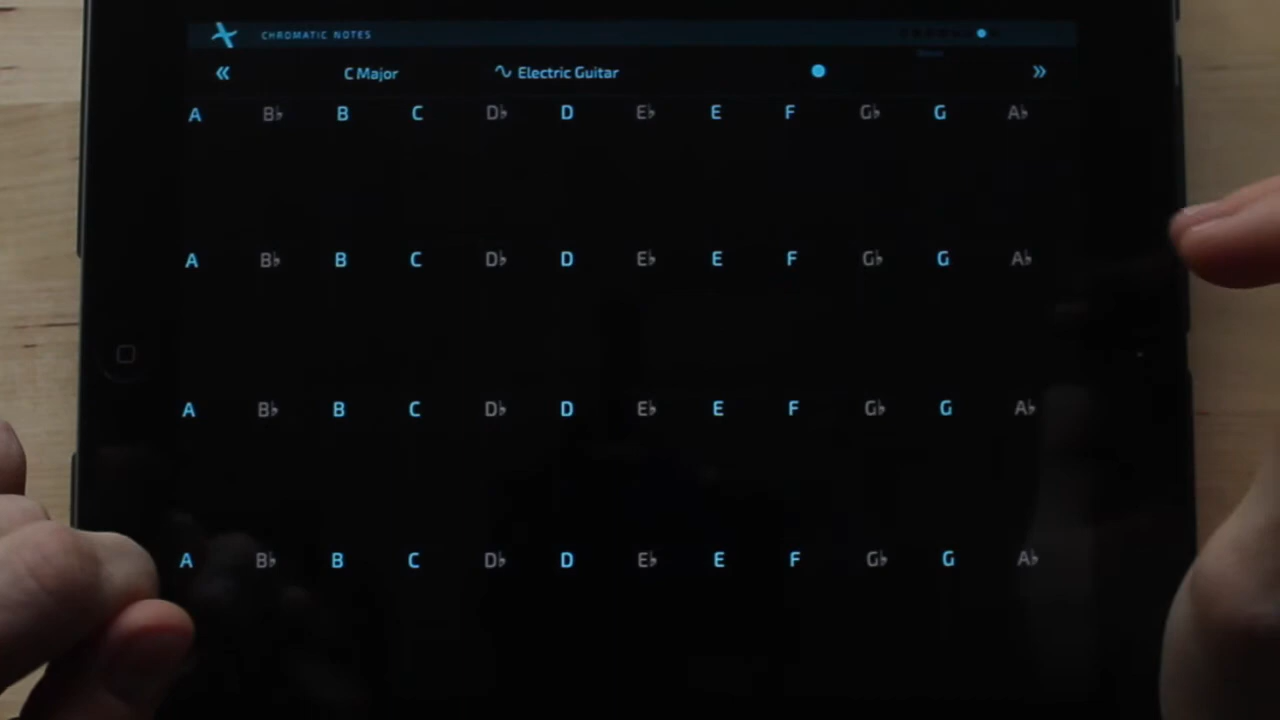 CHROMATIC NOTES
« C Major Electric Guitar »
A B♭ B C D♭ D E♭ E F G♭ G A♭
A B♭ B C D♭ D E♭ E F G♭ G A♭
A B♭ B C D♭ D E♭ E F G♭ G A♭
A B♭ B C D♭ D E♭ E F G♭ G A♭